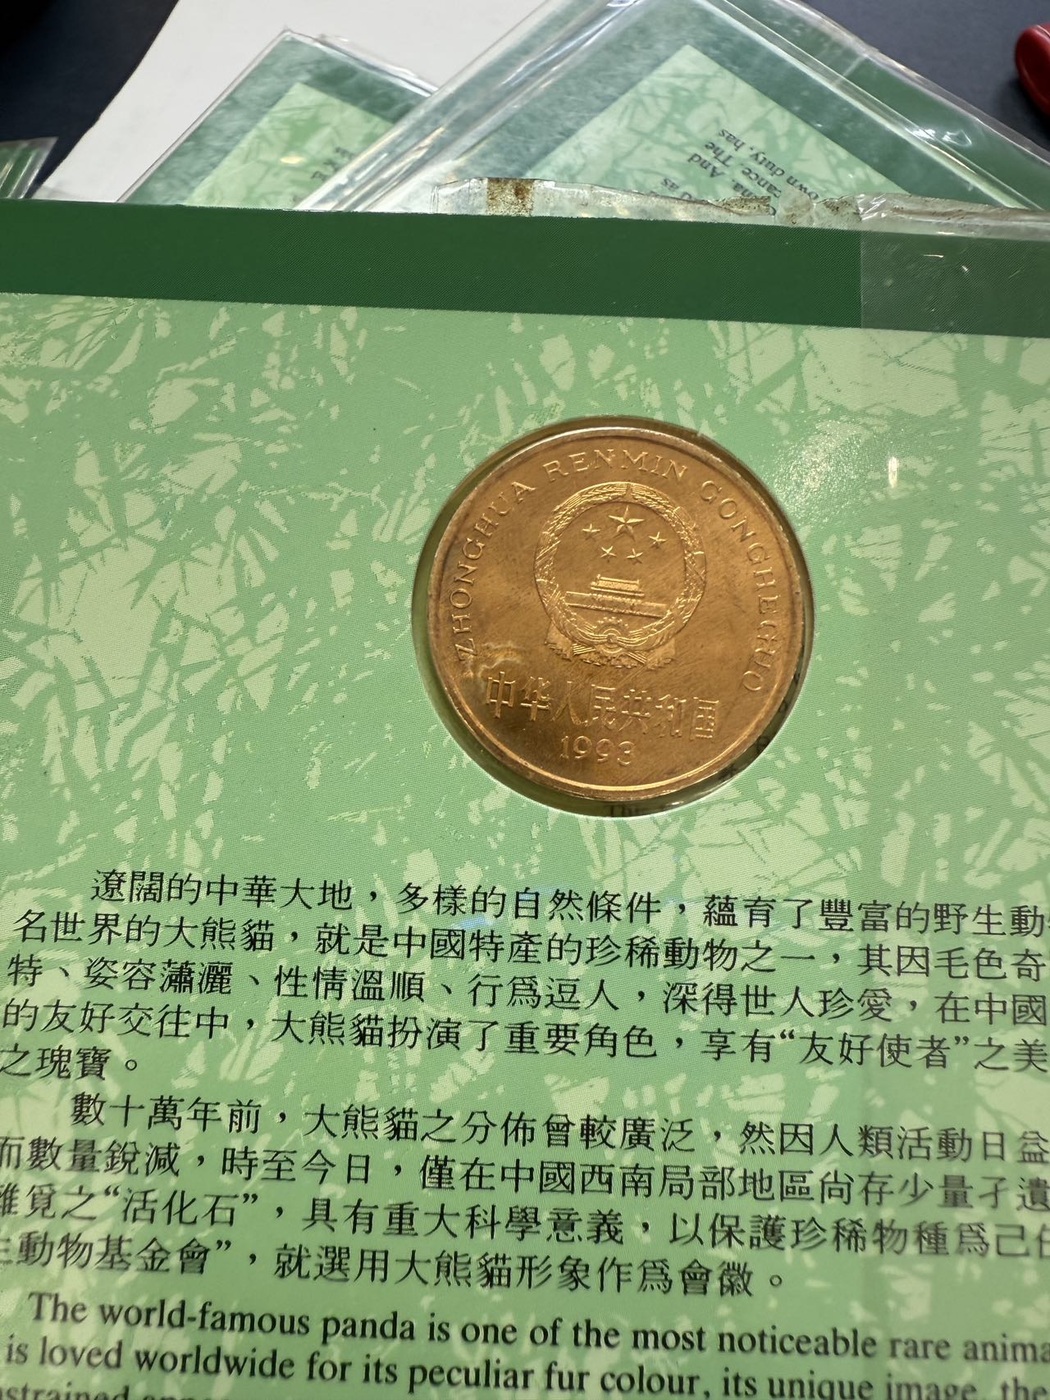 na. And
ance. The
own duty, has
ed as
ZHONGHUA RENMIN GONGHEGUO
中华人民共和国
1993
遼闊的中華大地，多樣的自然條件，蘊育了豐富的野生動
名世界的大熊貓，就是中國特產的珍稀動物之一，其因毛色奇
特、姿容瀟灑、性情溫順、行爲逗人，深得世人珍愛，在中國
的友好交往中，大熊貓扮演了重要角色，享有“友好使者”之美
之瑰寶。
數十萬年前，大熊貓之分佈曾較廣泛，然因人類活動日益
而數量銳減，時至今日，僅在中國西南局部地區尚存少量孑遺
難覓之“活化石”，具有重大科學意義，以保護珍稀物種爲己任
生動物基金會”，就選用大熊貓形象作爲會徽。
The world-famous panda is one of the most noticeable rare anima
is loved worldwide for its peculiar fur colour, its unique image, the